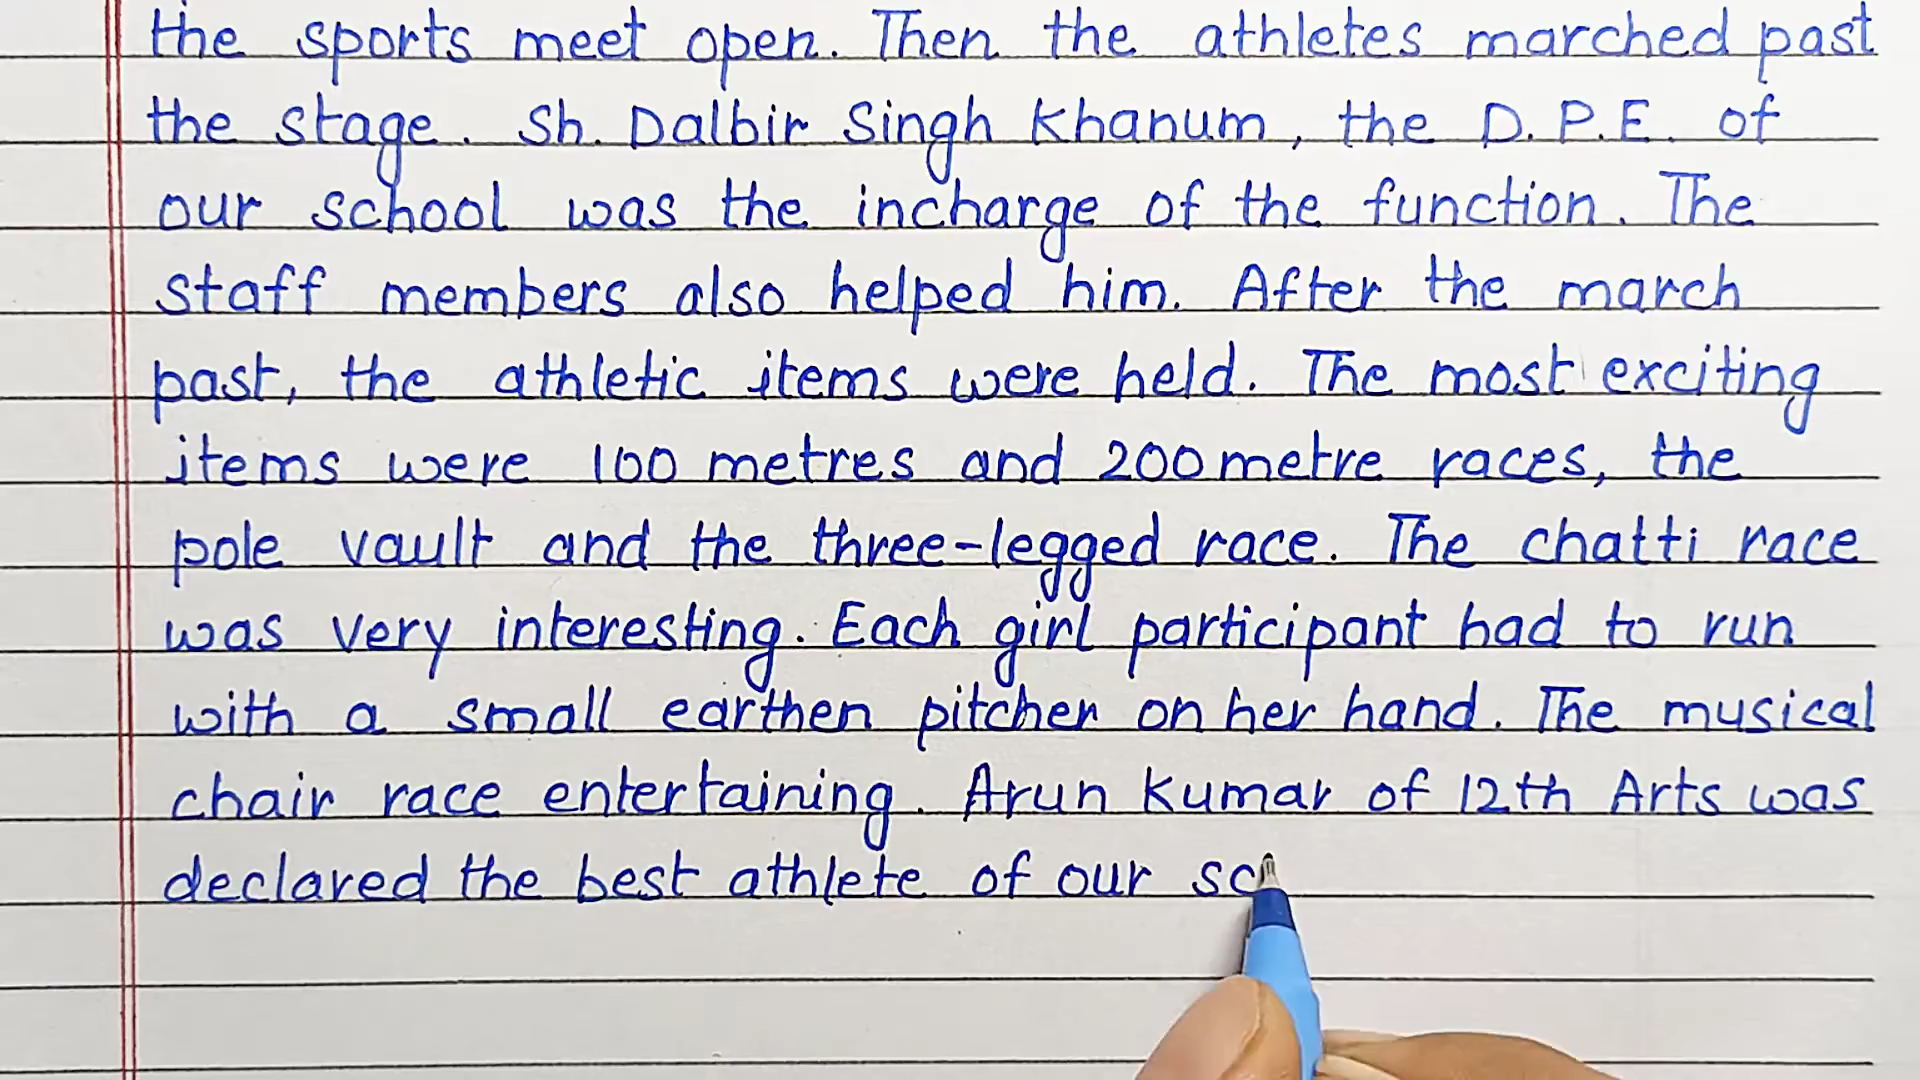 the sports meet open. Then the athletes marched past
the stage. Sh. Dalbir Singh Khanum, the D.P.E. of
our school was the incharge of the function. The
staff members also helped him. After the march
past, the athletic items were held. The most exciting
items were 100 metres and 200 metre races, the
pole vault and the three-legged race. The chatti race
was very interesting. Each girl participant had to run
with a small earthen pitcher on her hand. The musical
chair race entertaining. Arun Kumar of 12th Arts was
declared the best athlete of our sc